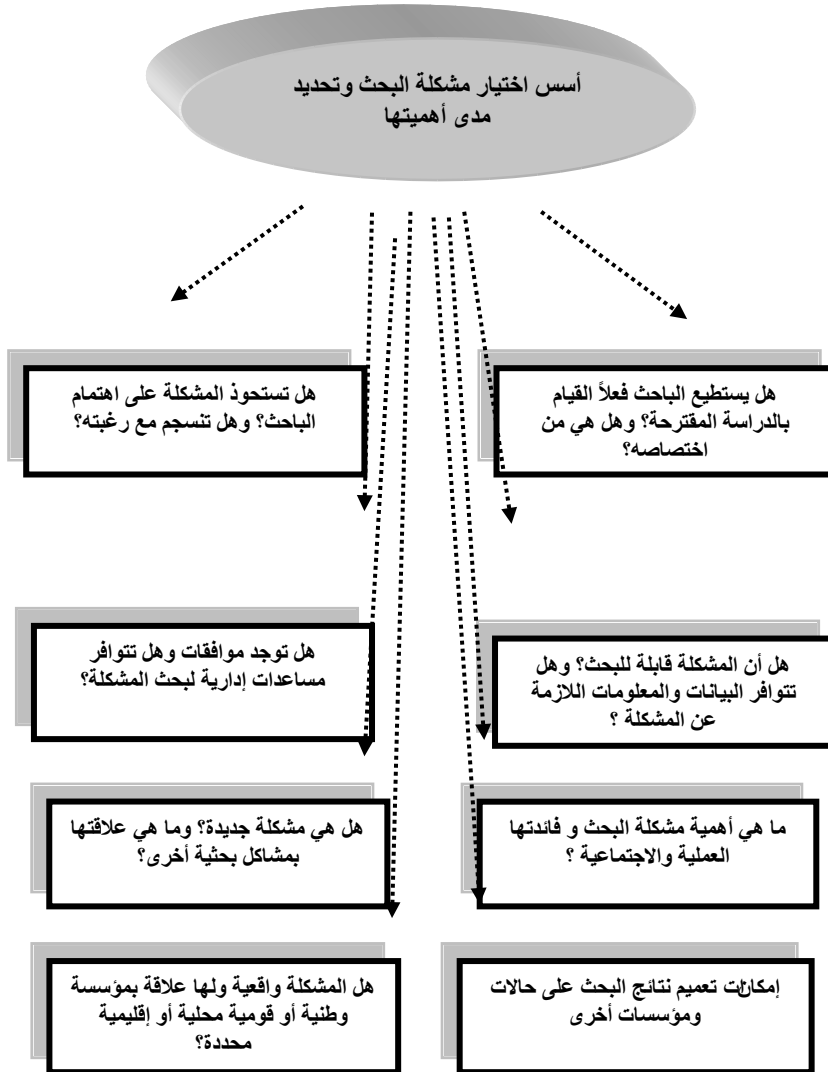 أسس اختيار مشكلة البحث وتحديد
مدى أهميتها
هل يستطيع الباحث فعلاً القيام
بالدراسة المقترحة؟ وهل هي من
اختصاصه؟
هل تستحوذ المشكلة على اهتمام
الباحث؟ وهل تنسجم مع رغبته؟
هل أن المشكلة قابلة للبحث؟ وهل
تتوافر البيانات والمعلومات اللازمة
عن المشكلة ؟
هل توجد موافقات وهل تتوافر
مساعدات إدارية لبحث المشكلة؟
ما هي أهمية مشكلة البحث و فائدتها
العملية والاجتماعية ؟
هل هي مشكلة جديدة؟ وما هي علاقتها
بمشاكل بحثية أخرى؟
تعميم نتائج البحث على حالات
ومؤسسات أخرى
هل المشكلة واقعية ولها علاقة بمؤسسة
وطنية أو قومية محلية أو إقليمية
محددة؟